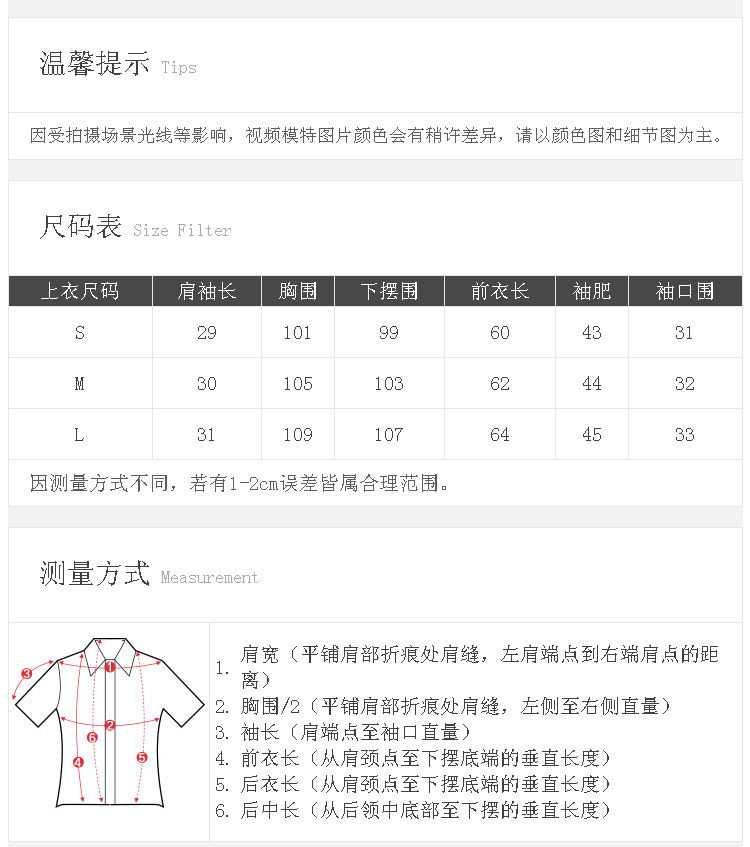 温馨提示 Tips
因受拍摄场景光线等影响，视频模特图片颜色会有稍许差异，请以颜色图和细节图为主。
尺码表 Size Filter
上衣尺码 肩袖长 胸围 下摆围 前衣长 袖肥 袖口围
S 29 101 99 60 43 31
M 30 105 103 62 44 32
L 31 109 107 64 45 33
因测量方式不同，若有1-2cm误差皆属合理范围。
测量方式 Measurement
1
3
2
6
5
4
1. 肩宽（平铺肩部折痕处肩缝，左肩端点到右端肩点的距
离）
2. 胸围/2（平铺肩部折痕处肩缝，左侧至右侧直量）
3. 袖长（肩端点至袖口直量）
4. 前衣长（从肩颈点至下摆底端的垂直长度）
5. 后衣长（从肩颈点至下摆底端的垂直长度）
6. 后中长（从后领中底部至下摆的垂直长度）